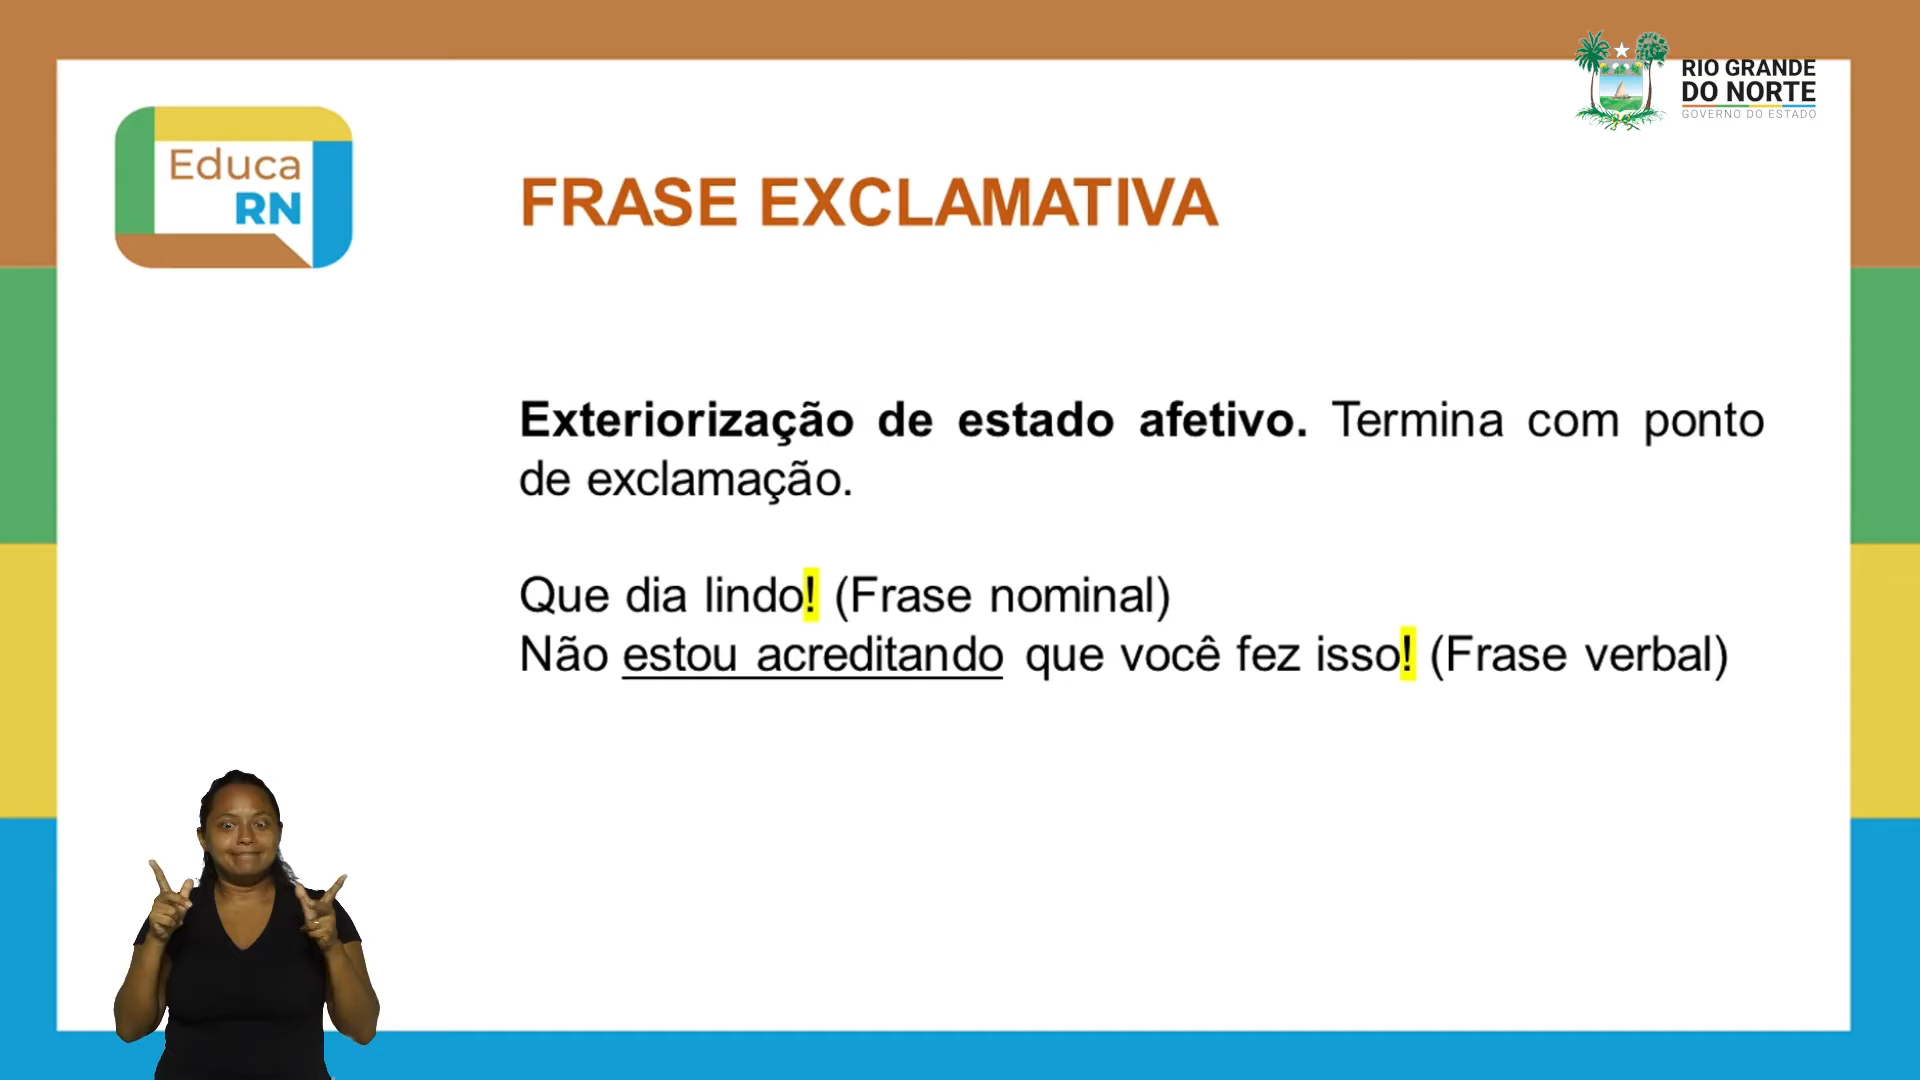 RIO GRANDE
DO NORTE
GOVERNO DO ESTADO
Educa
RN
FRASE EXCLAMATIVA
Exteriorização de estado afetivo. Termina com ponto
de exclamação.
Que dia lindo! (Frase nominal)
Não estou acreditando que você fez isso! (Frase verbal)